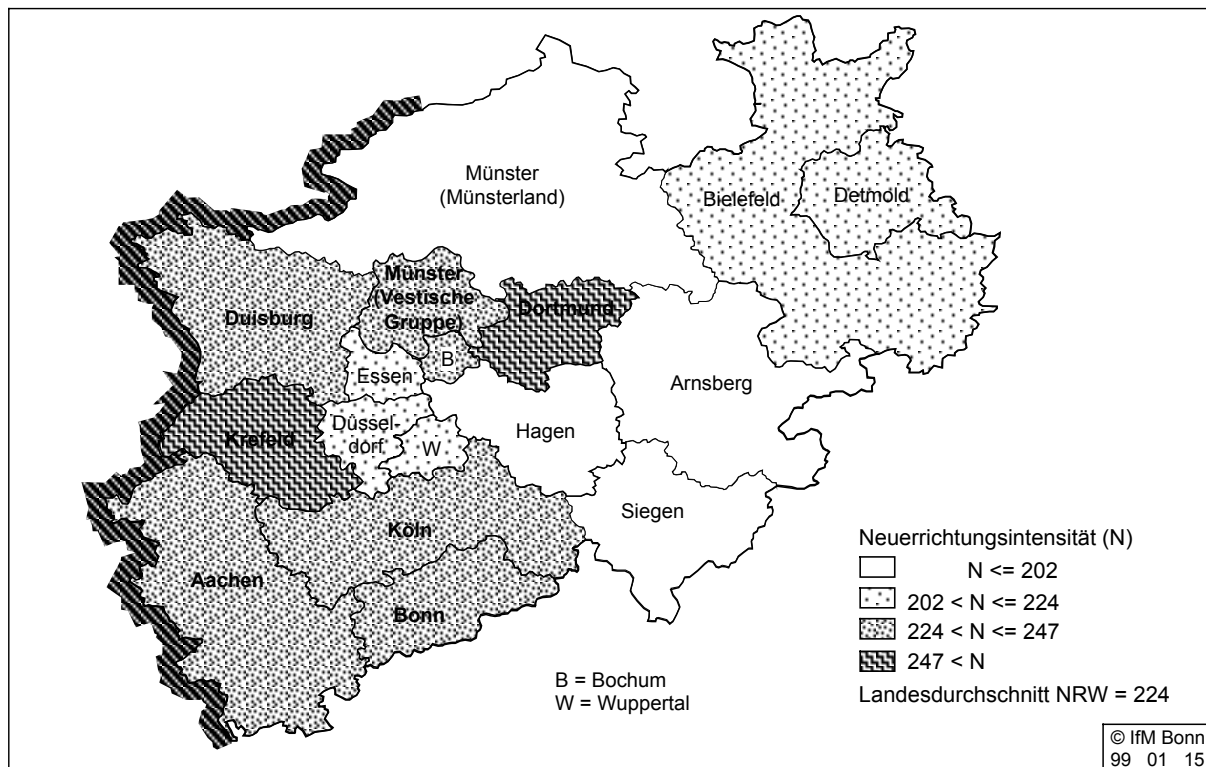 Münster
(Münsterland)
Bielefeld
Detmold
Münster
(Vestische
Gruppe)
Dortmund
Duisburg
B
Essen
Arnsberg
Krefeld
Düssel-
dorf
W
Hagen
Siegen
Köln
Aachen
Bonn
Neuerrichtungsintensität (N)
N <= 202
202 < N <= 224
224 < N <= 247
247 < N
Landesdurchschnitt NRW = 224
B = Bochum
W = Wuppertal
© IfM Bonn
99 01 15